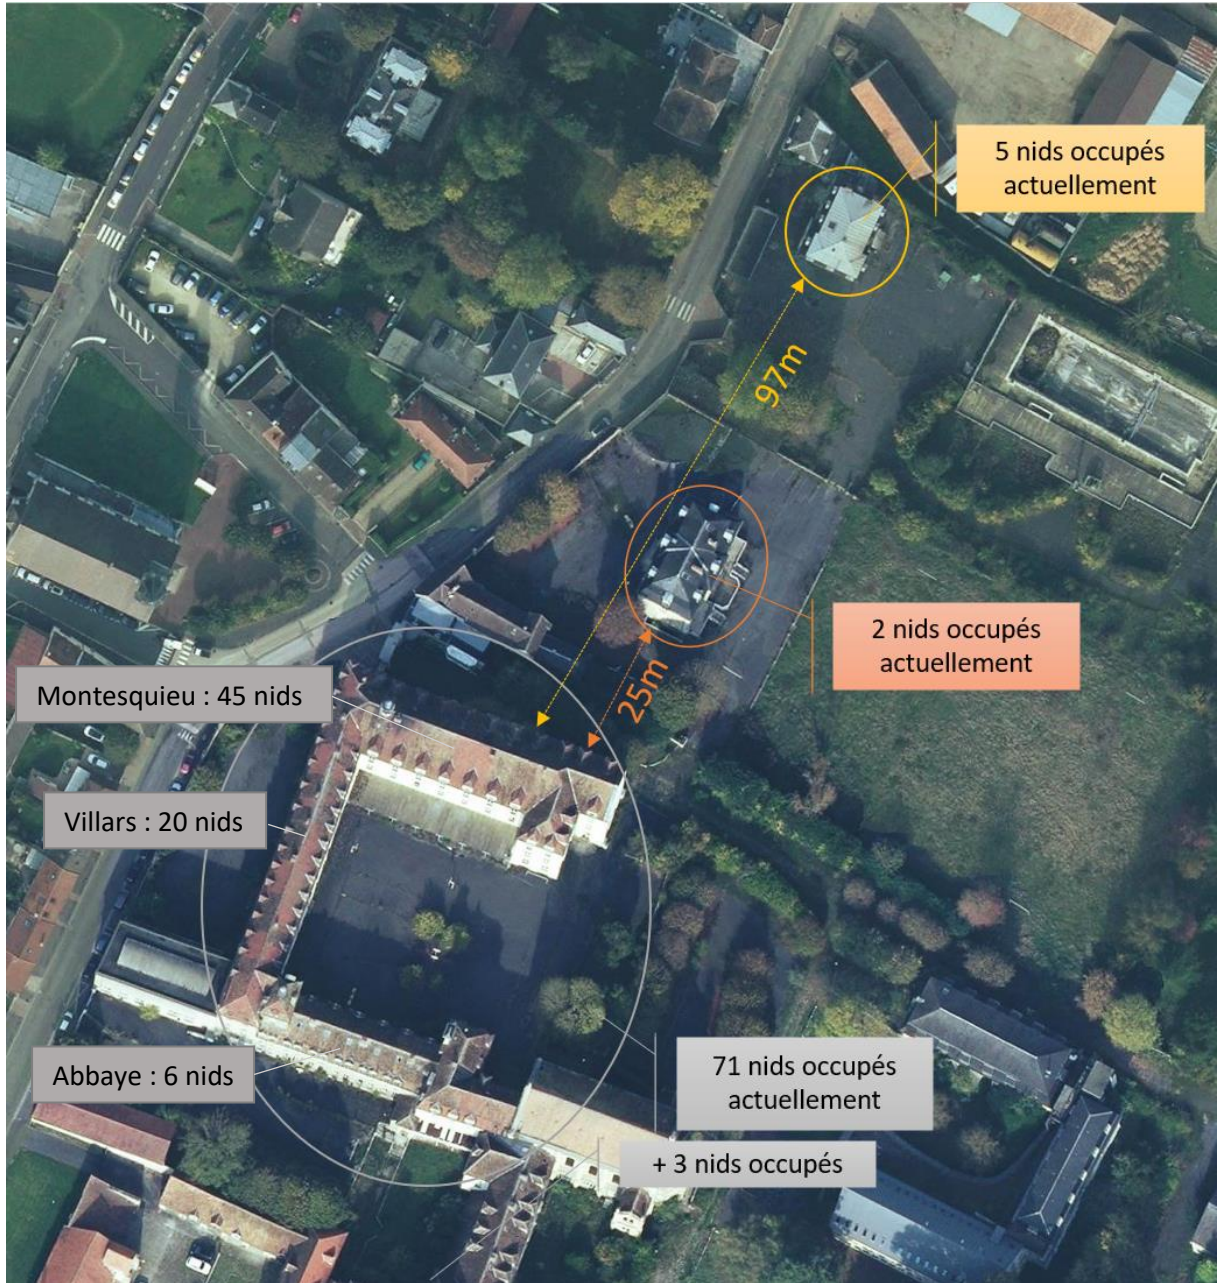 5 nids occupés
actuellement
97m
2 nids occupés
actuellement
25m
Montesquieu : 45 nids
Villars : 20 nids
Abbaye : 6 nids
71 nids occupés
actuellement
+ 3 nids occupés